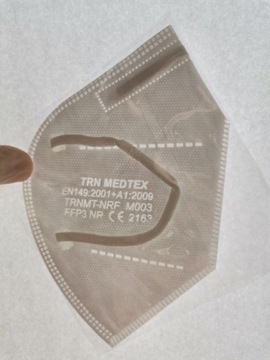 TRN MEDTEX
EN149:2001+A1:2009
TRNMT-NRF M003
FFP3 NR CE 2163